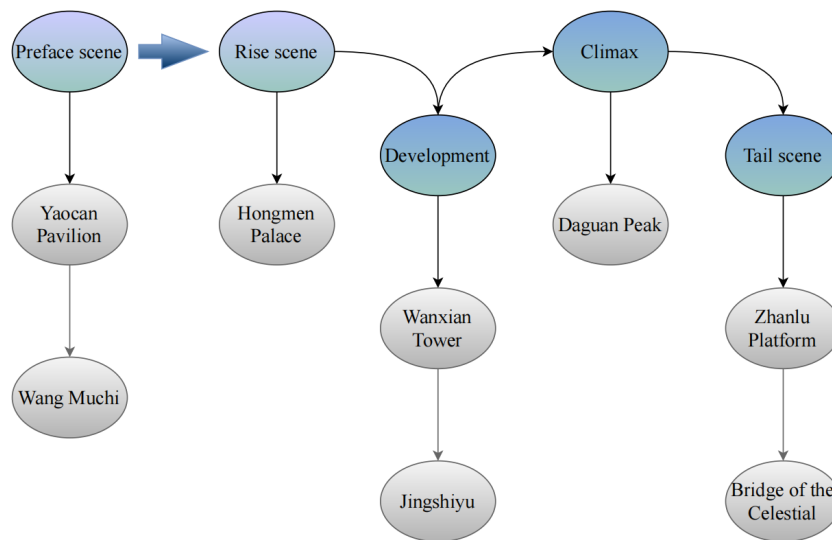 Preface scene
Rise scene
Climax
Development
Tail scene
Yaocan
Pavilion
Hongmen
Palace
Daguan Peak
Wanxian
Tower
Zhanlu
Platform
Wang Muchi
Jingshiyu
Bridge of the
Celestial